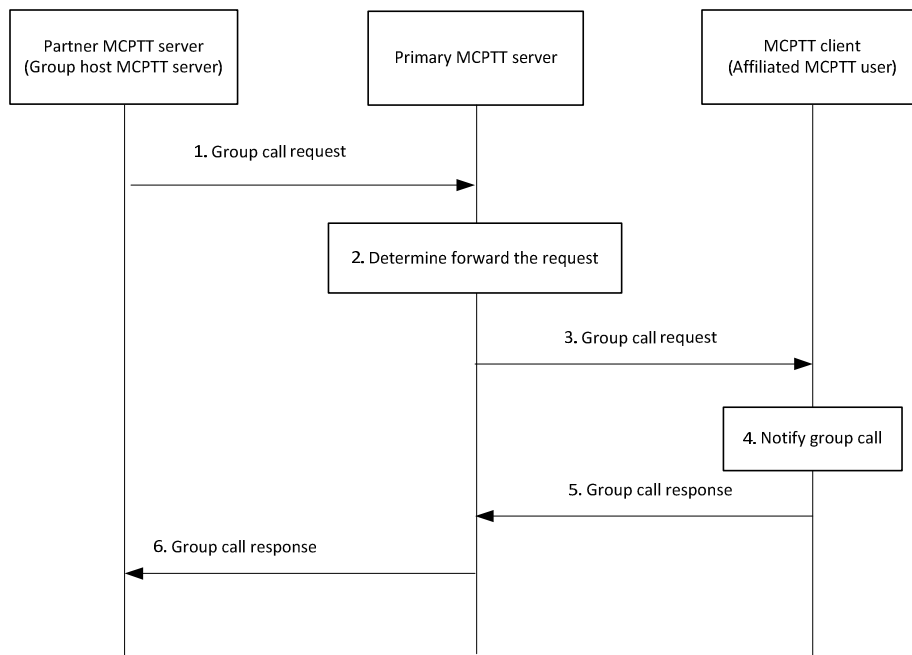 Partner MCPTT server
(Group host MCPTT server)
Primary MCPTT server
MCPTT client
(Affiliated MCPTT user)
1. Group call request
2. Determine forward the request
3. Group call request
4. Notify group call
5. Group call response
6. Group call response